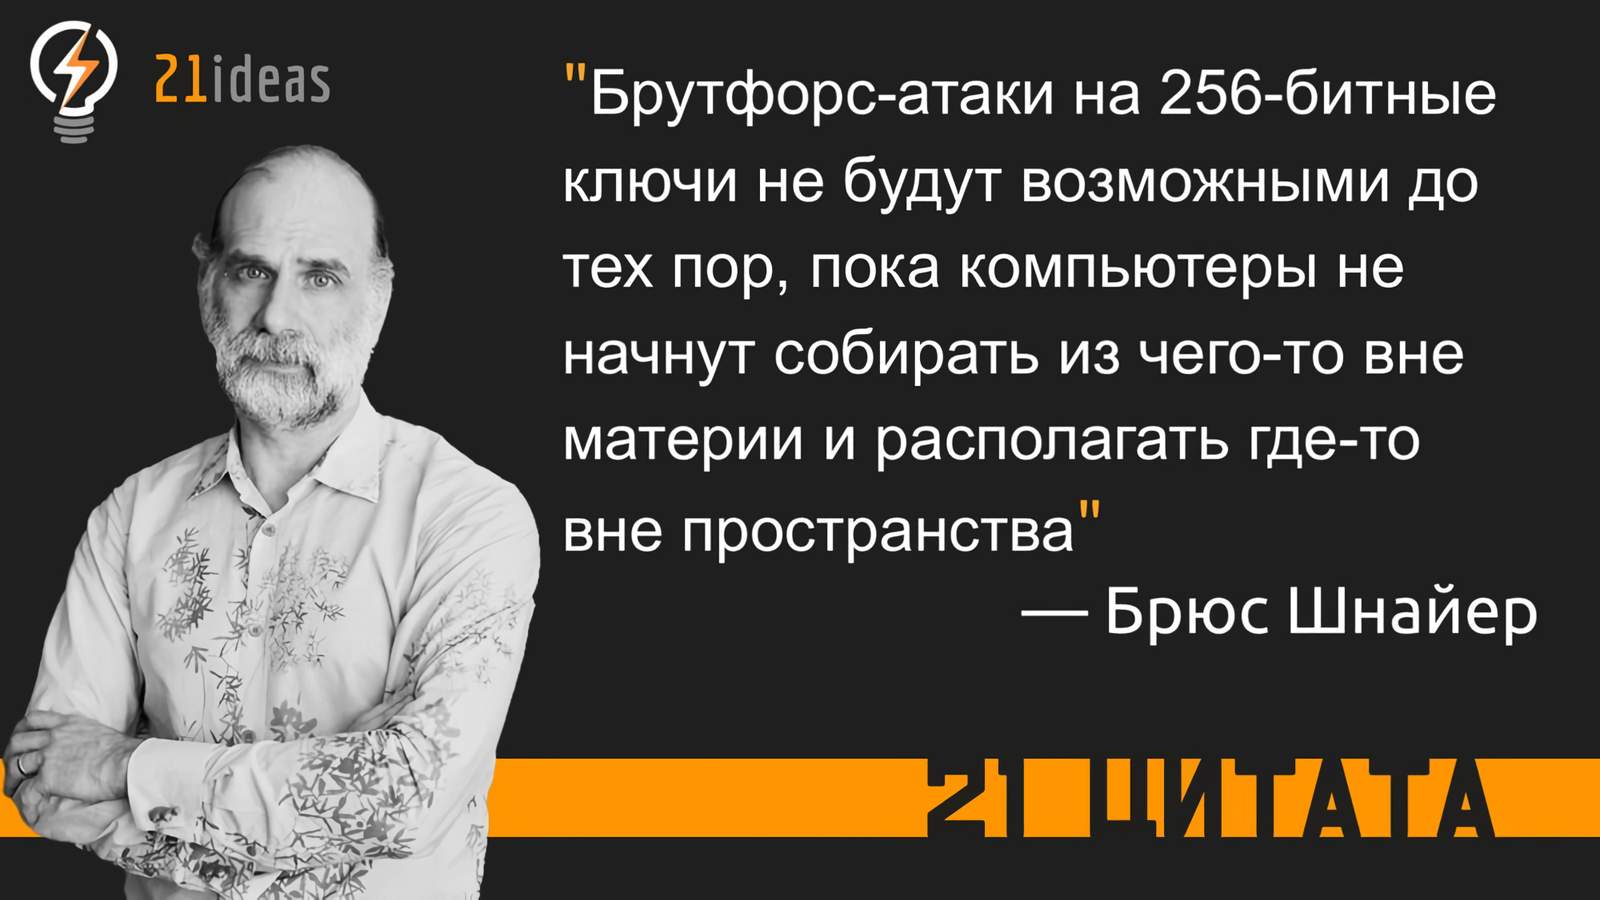 21ideas
"Брутфорс-атаки на 256-битные
ключи не будут возможными до
тех пор, пока компьютеры не
начнут собирать из чего-то вне
материи и располагать где-то
вне пространства"
— Брюс Шнайер
21 ЦИТАТА